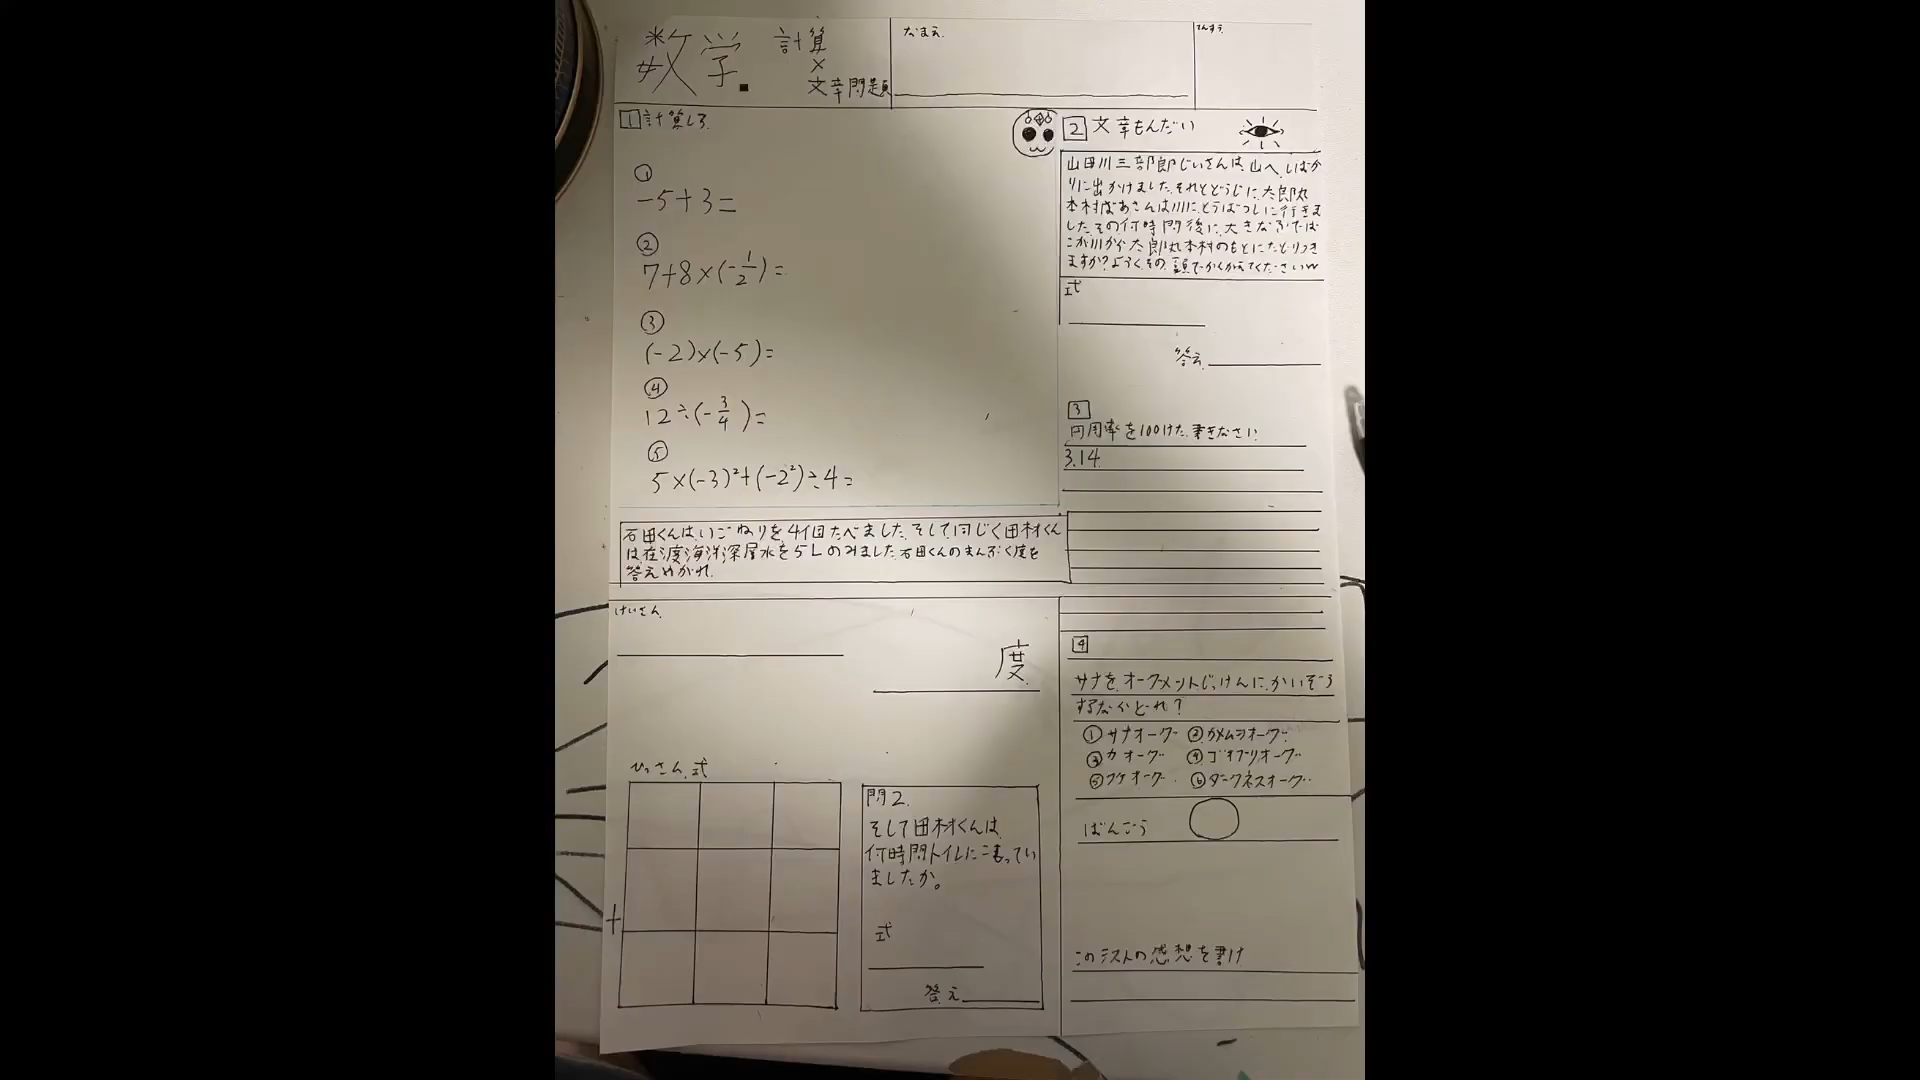 数学.
計算
×
文章問題
なまえ.
てんすう.
1 計算しろ.
①
-5+3=
②
7+8×(-1/2)=
③
(-2)×(-5)=
④
12÷(-3/4)=
⑤
5×(-3)²+(-2²)÷4=
2 文章もんだい
山田川三部郎じいさんは、山へ、しばか
りに出かけました。それとどうじに、太郎丸
本村ばあさんは川にとうばつしに行きま
した。その何時間後に、大きなふでば
こが川から太郎丸本村のもとにたどりつき
ますか?ようくその頭でかんがえてくださいw
式
答え
3
円周率を100けた、書きなさい
3.14
石田くんは、いごねりを4個たべました。そして同じく田村くん
は佐渡海洋深層水を5Lのみました。石田くんのまんぷく度を
答えやがれ.
けいさん.
度
ひっさん.式
+
問2.
そして田村くんは
何時間トイレにこもってい
ましたか。
式
答え
4
サナをオーグメントじっけんに、かいぞう
するならどれ?
①サナオーグ ②カメムシオーグ
③カオーグ ④ゴキブリオーグ
⑤ ⑥ダークネスオーグ
ばんごう
このテストの感想を書け